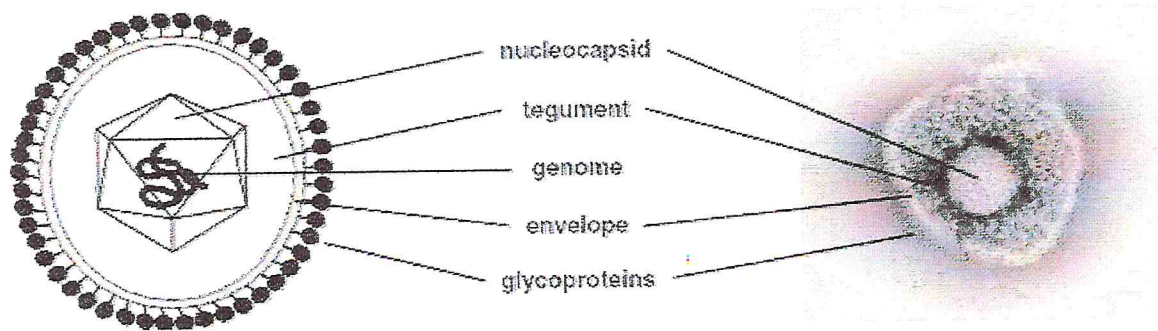 nucleocapsid
tegument
genome
envelope
glycoproteins